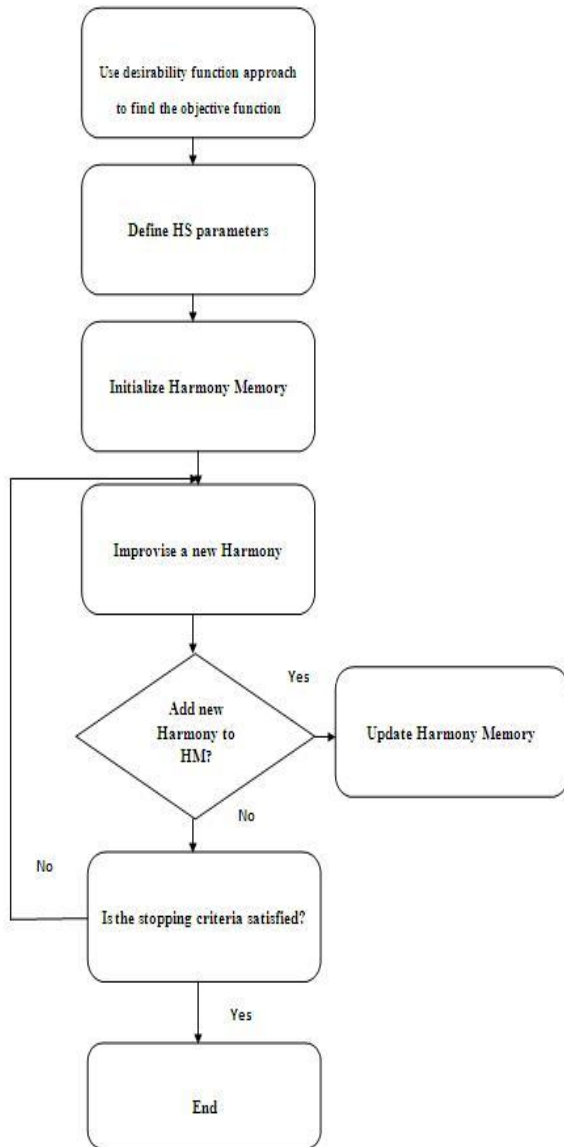 Use desirability function approach
to find the objective function
Define HS parameters
Initialize Harmony Memory
Improvise a new Harmony
Yes
Add new
Harmony to
HM?
Update Harmony Memory
No
No
Is the stopping criteria satisfied?
Yes
End